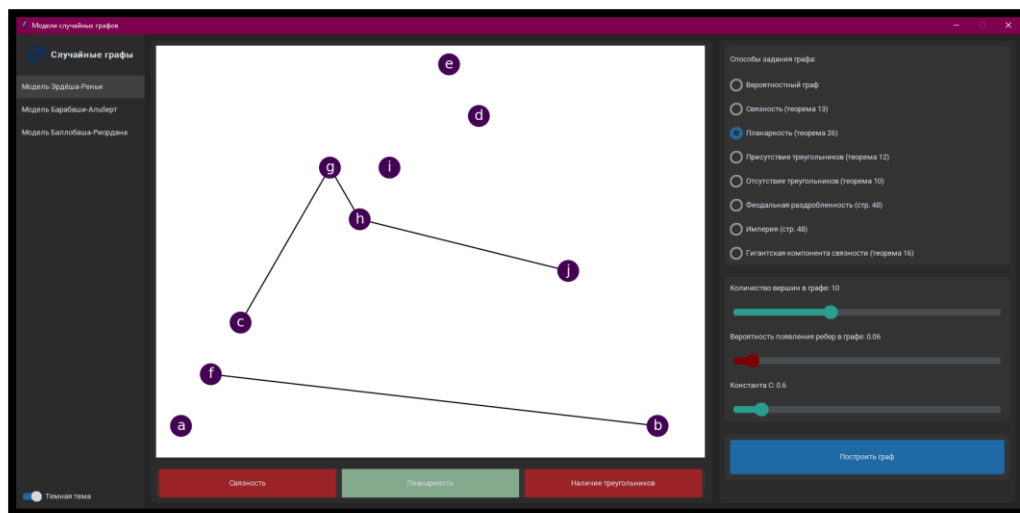 Модели случайных графов
Случайные графы
Модель Эрдёша-Реньи
Модель Барабаши-Альберт
Модель Баллобаша-Риордана
Темная тема
e
d
g
i
h
j
c
f
a
b
Связность
Планарность
Наличие треугольников
Способы задания графа:
Вероятностный граф
Связность (теорема 13)
Планарность (теорема 26)
Присутствие треугольников (теорема 12)
Отсутствие треугольников (теорема 10)
Феодальная раздробленность (стр. 48)
Империя (стр. 48)
Гигантская компонента связности (теорема 16)
Количество вершин в графе: 10
Вероятность появления ребер в графе: 0.06
Константа С: 0.6
Построить граф